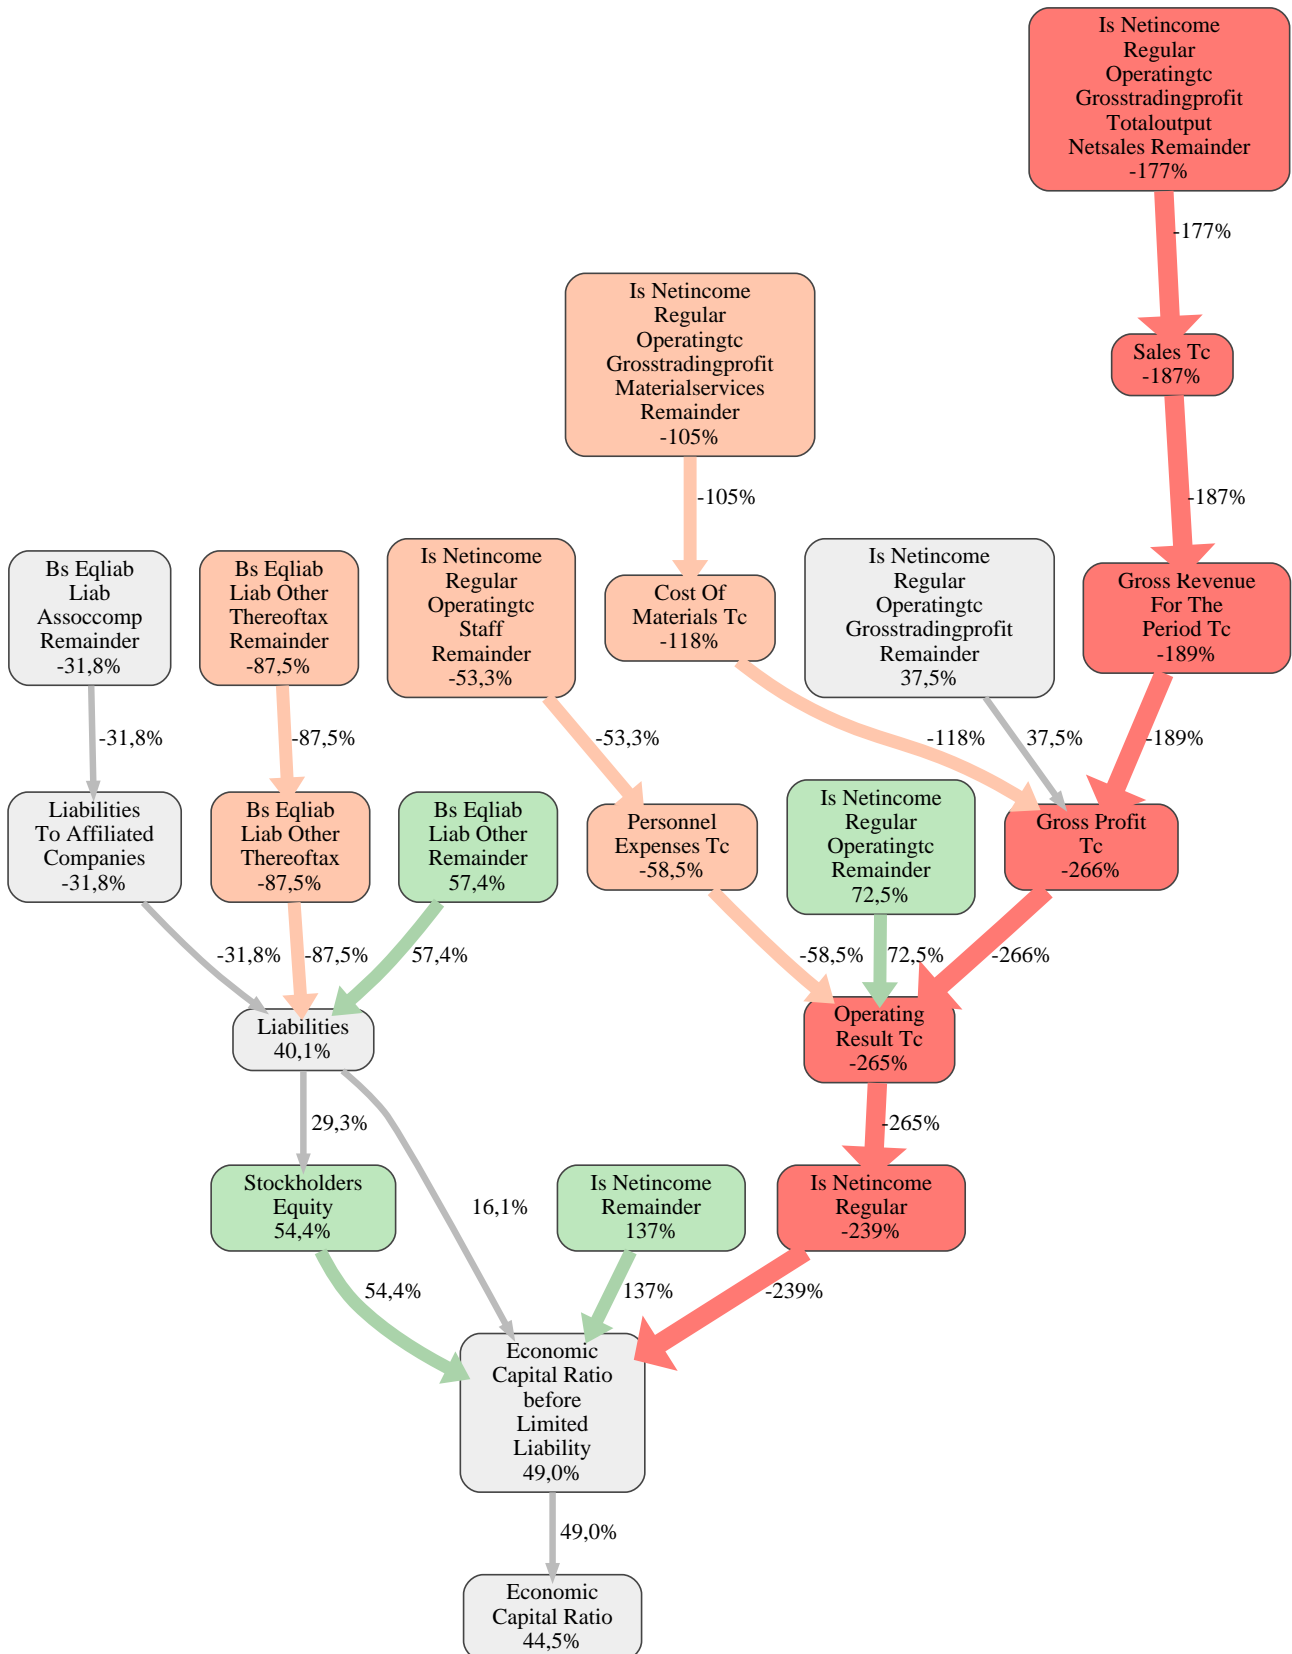 Is Netincome
Regular
Operatingtc
Grosstradingprofit
Totaloutput
Netsales Remainder
-177%
-177%
Is Netincome
Regular
Operatingtc
Grosstradingprofit
Materialservices
Remainder
-105%
Sales Tc
-187%
-105%
-187%
Bs Eqliab
Liab
Assoccomp
Remainder
-31,8%
Bs Eqliab
Liab Other
Thereoftax
Remainder
-87,5%
Is Netincome
Regular
Operatingtc
Staff
Remainder
-53,3%
Cost Of
Materials Tc
-118%
Is Netincome
Regular
Operatingtc
Grosstradingprofit
Remainder
37,5%
Gross Revenue
For The
Period Tc
-189%
-31,8%
-87,5%
-53,3%
-118%
37,5%
-189%
Liabilities
To Affiliated
Companies
-31,8%
Bs Eqliab
Liab Other
Thereoftax
-87,5%
Bs Eqliab
Liab Other
Remainder
57,4%
Personnel
Expenses Tc
-58,5%
Is Netincome
Regular
Operatingtc
Remainder
72,5%
Gross Profit
Tc
-266%
-31,8%
-87,5%
57,4%
-58,5%
72,5%
-266%
Liabilities
40,1%
Operating
Result Tc
-265%
29,3%
-265%
Stockholders
Equity
54,4%
16,1%
Is Netincome
Remainder
137%
Is Netincome
Regular
-239%
54,4%
137%
-239%
Economic
Capital Ratio
before
Limited
Liability
49,0%
49,0%
Economic
Capital Ratio
44,5%